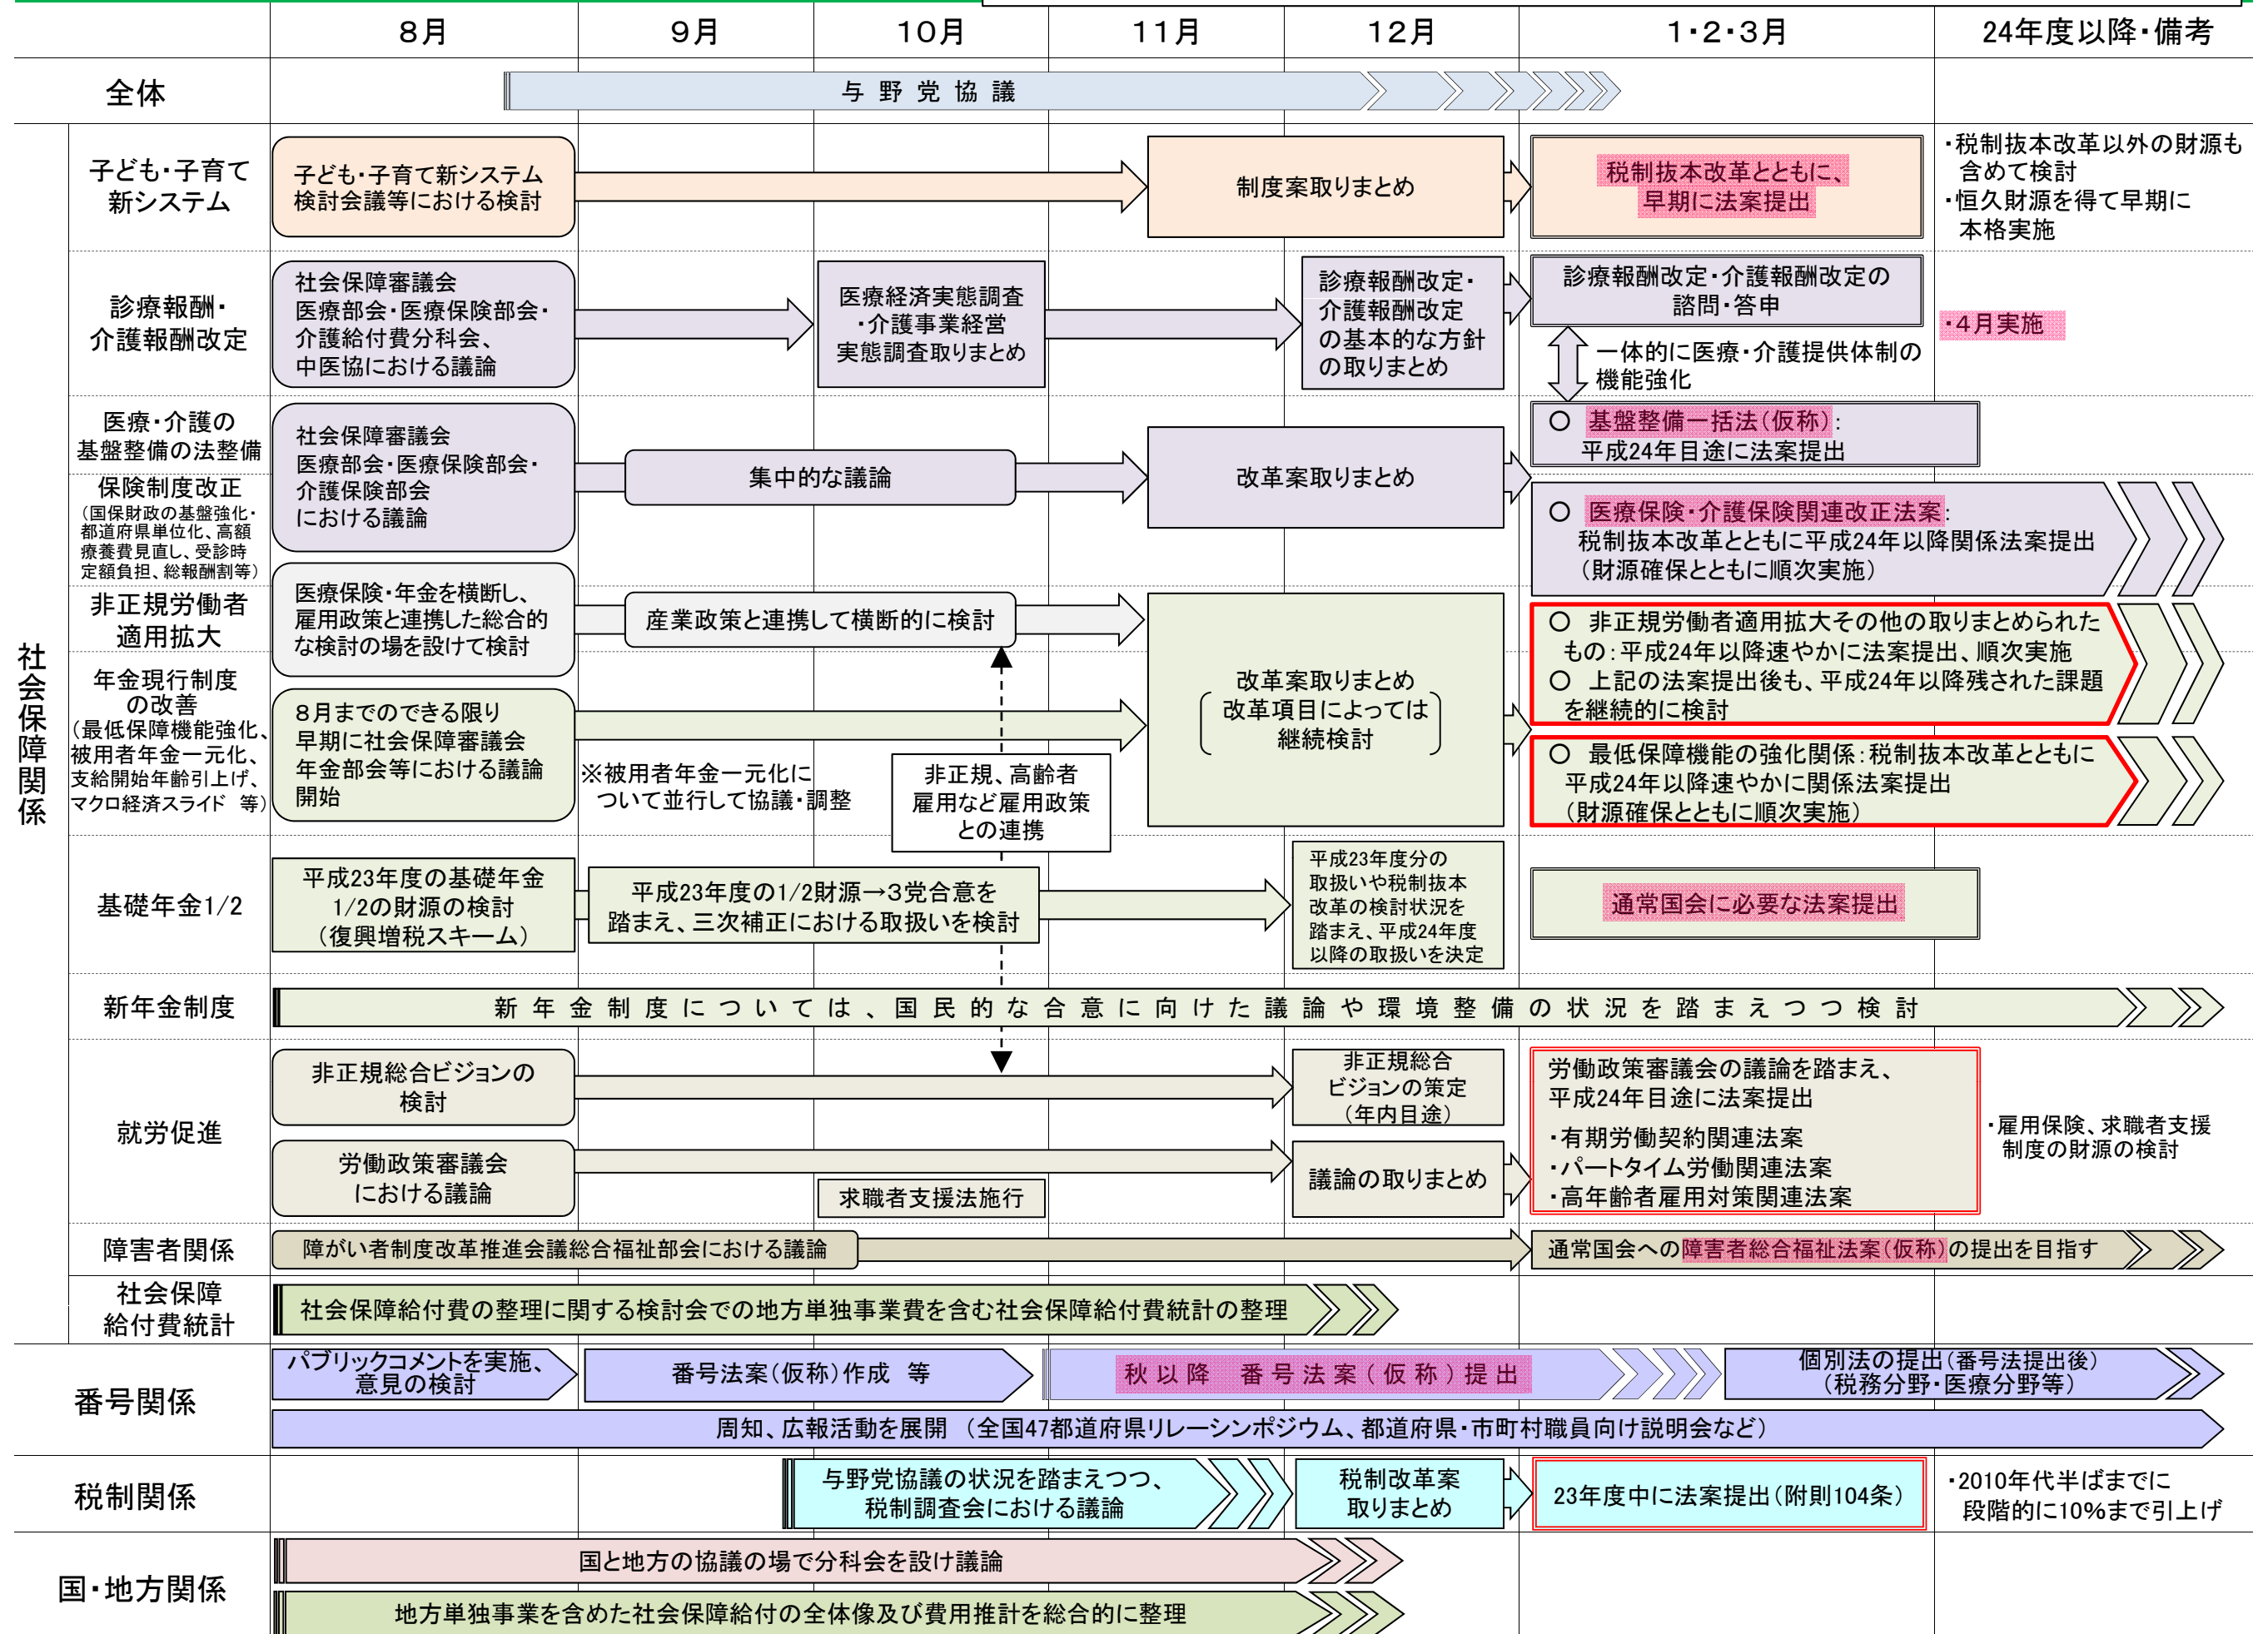 8月
9月
10月
11月
12月
1・2・3月
24年度以降・備考
全体
与野党協議
社会保障関係
子ども・子育て
新システム
子ども・子育て新システム
検討会議等における検討
制度案取りまとめ
税制抜本改革とともに、
早期に法案提出
・税制抜本改革以外の財源も
含めて検討
・恒久財源を得て早期に
本格実施
診療報酬・
介護報酬改定
社会保障審議会
医療部会・医療保険部会・
介護給付費分科会、
中医協における議論
医療経済実態調査
・介護事業経営
実態調査取りまとめ
診療報酬改定・
介護報酬改定
の基本的な方針
の取りまとめ
診療報酬改定・介護報酬改定の
諮問・答申
・4月実施
一体的に医療・介護提供体制の
機能強化
医療・介護の
基盤整備の法整備
社会保障審議会
医療部会・医療保険部会・
介護保険部会
における議論
集中的な議論
改革案取りまとめ
○ 基盤整備一括法(仮称):
平成24年目途に法案提出
保険制度改正
(国保財政の基盤強化・
都道府県単位化、高額
療養費見直し、受診時
定額負担、総報酬割等)
○ 医療保険・介護保険関連改正法案:
税制抜本改革とともに平成24年以降関係法案提出
(財源確保とともに順次実施)
非正規労働者
適用拡大
医療保険・年金を横断し、
雇用政策と連携した総合的
な検討の場を設けて検討
産業政策と連携して横断的に検討
改革案取りまとめ
改革項目によっては
継続検討
○ 非正規労働者適用拡大その他の取りまとめられた
もの:平成24年以降速やかに法案提出、順次実施
○ 上記の法案提出後も、平成24年以降残された課題
を継続的に検討
年金現行制度
の改善
(最低保障機能強化、
被用者年金一元化、
支給開始年齢引上げ、
マクロ経済スライド 等)
8月までのできる限り
早期に社会保障審議会
年金部会等における議論
開始
※被用者年金一元化に
ついて並行して協議・調整
非正規、高齢者
雇用など雇用政策
との連携
○ 最低保障機能の強化関係:税制抜本改革とともに
平成24年以降速やかに関係法案提出
(財源確保とともに順次実施)
基礎年金1/2
平成23年度の基礎年金
1/2の財源の検討
(復興増税スキーム)
平成23年度の1/2財源→3党合意を
踏まえ、三次補正における取扱いを検討
平成23年度分の
取扱いや税制抜本
改革の検討状況を
踏まえ、平成24年度
以降の取扱いを決定
通常国会に必要な法案提出
新年金制度
新年金制度については、国民的な合意に向けた議論や環境整備の状況を踏まえつつ検討
就労促進
非正規総合ビジョンの
検討
非正規総合
ビジョンの策定
(年内目途)
労働政策審議会
における議論
求職者支援法施行
議論の取りまとめ
労働政策審議会の議論を踏まえ、
平成24年目途に法案提出
・有期労働契約関連法案
・パートタイム労働関連法案
・高年齢者雇用対策関連法案
・雇用保険、求職者支援
制度の財源の検討
障害者関係
障がい者制度改革推進会議総合福祉部会における議論
通常国会への障害者総合福祉法案(仮称)の提出を目指す
社会保障
給付費統計
社会保障給付費の整理に関する検討会での地方単独事業費を含む社会保障給付費統計の整理
番号関係
パブリックコメントを実施、
意見の検討
番号法案(仮称)作成 等
秋以降 番号法案(仮称)提出
個別法の提出(番号法提出後)
(税務分野・医療分野等)
周知、広報活動を展開 (全国47都道府県リレーシンポジウム、都道府県・市町村職員向け説明会など)
税制関係
与野党協議の状況を踏まえつつ、
税制調査会における議論
税制改革案
取りまとめ
23年度中に法案提出(附則104条)
・2010年代半ばまでに
段階的に10%まで引上げ
国・地方関係
国と地方の協議の場で分科会を設け議論
地方単独事業を含めた社会保障給付の全体像及び費用推計を総合的に整理